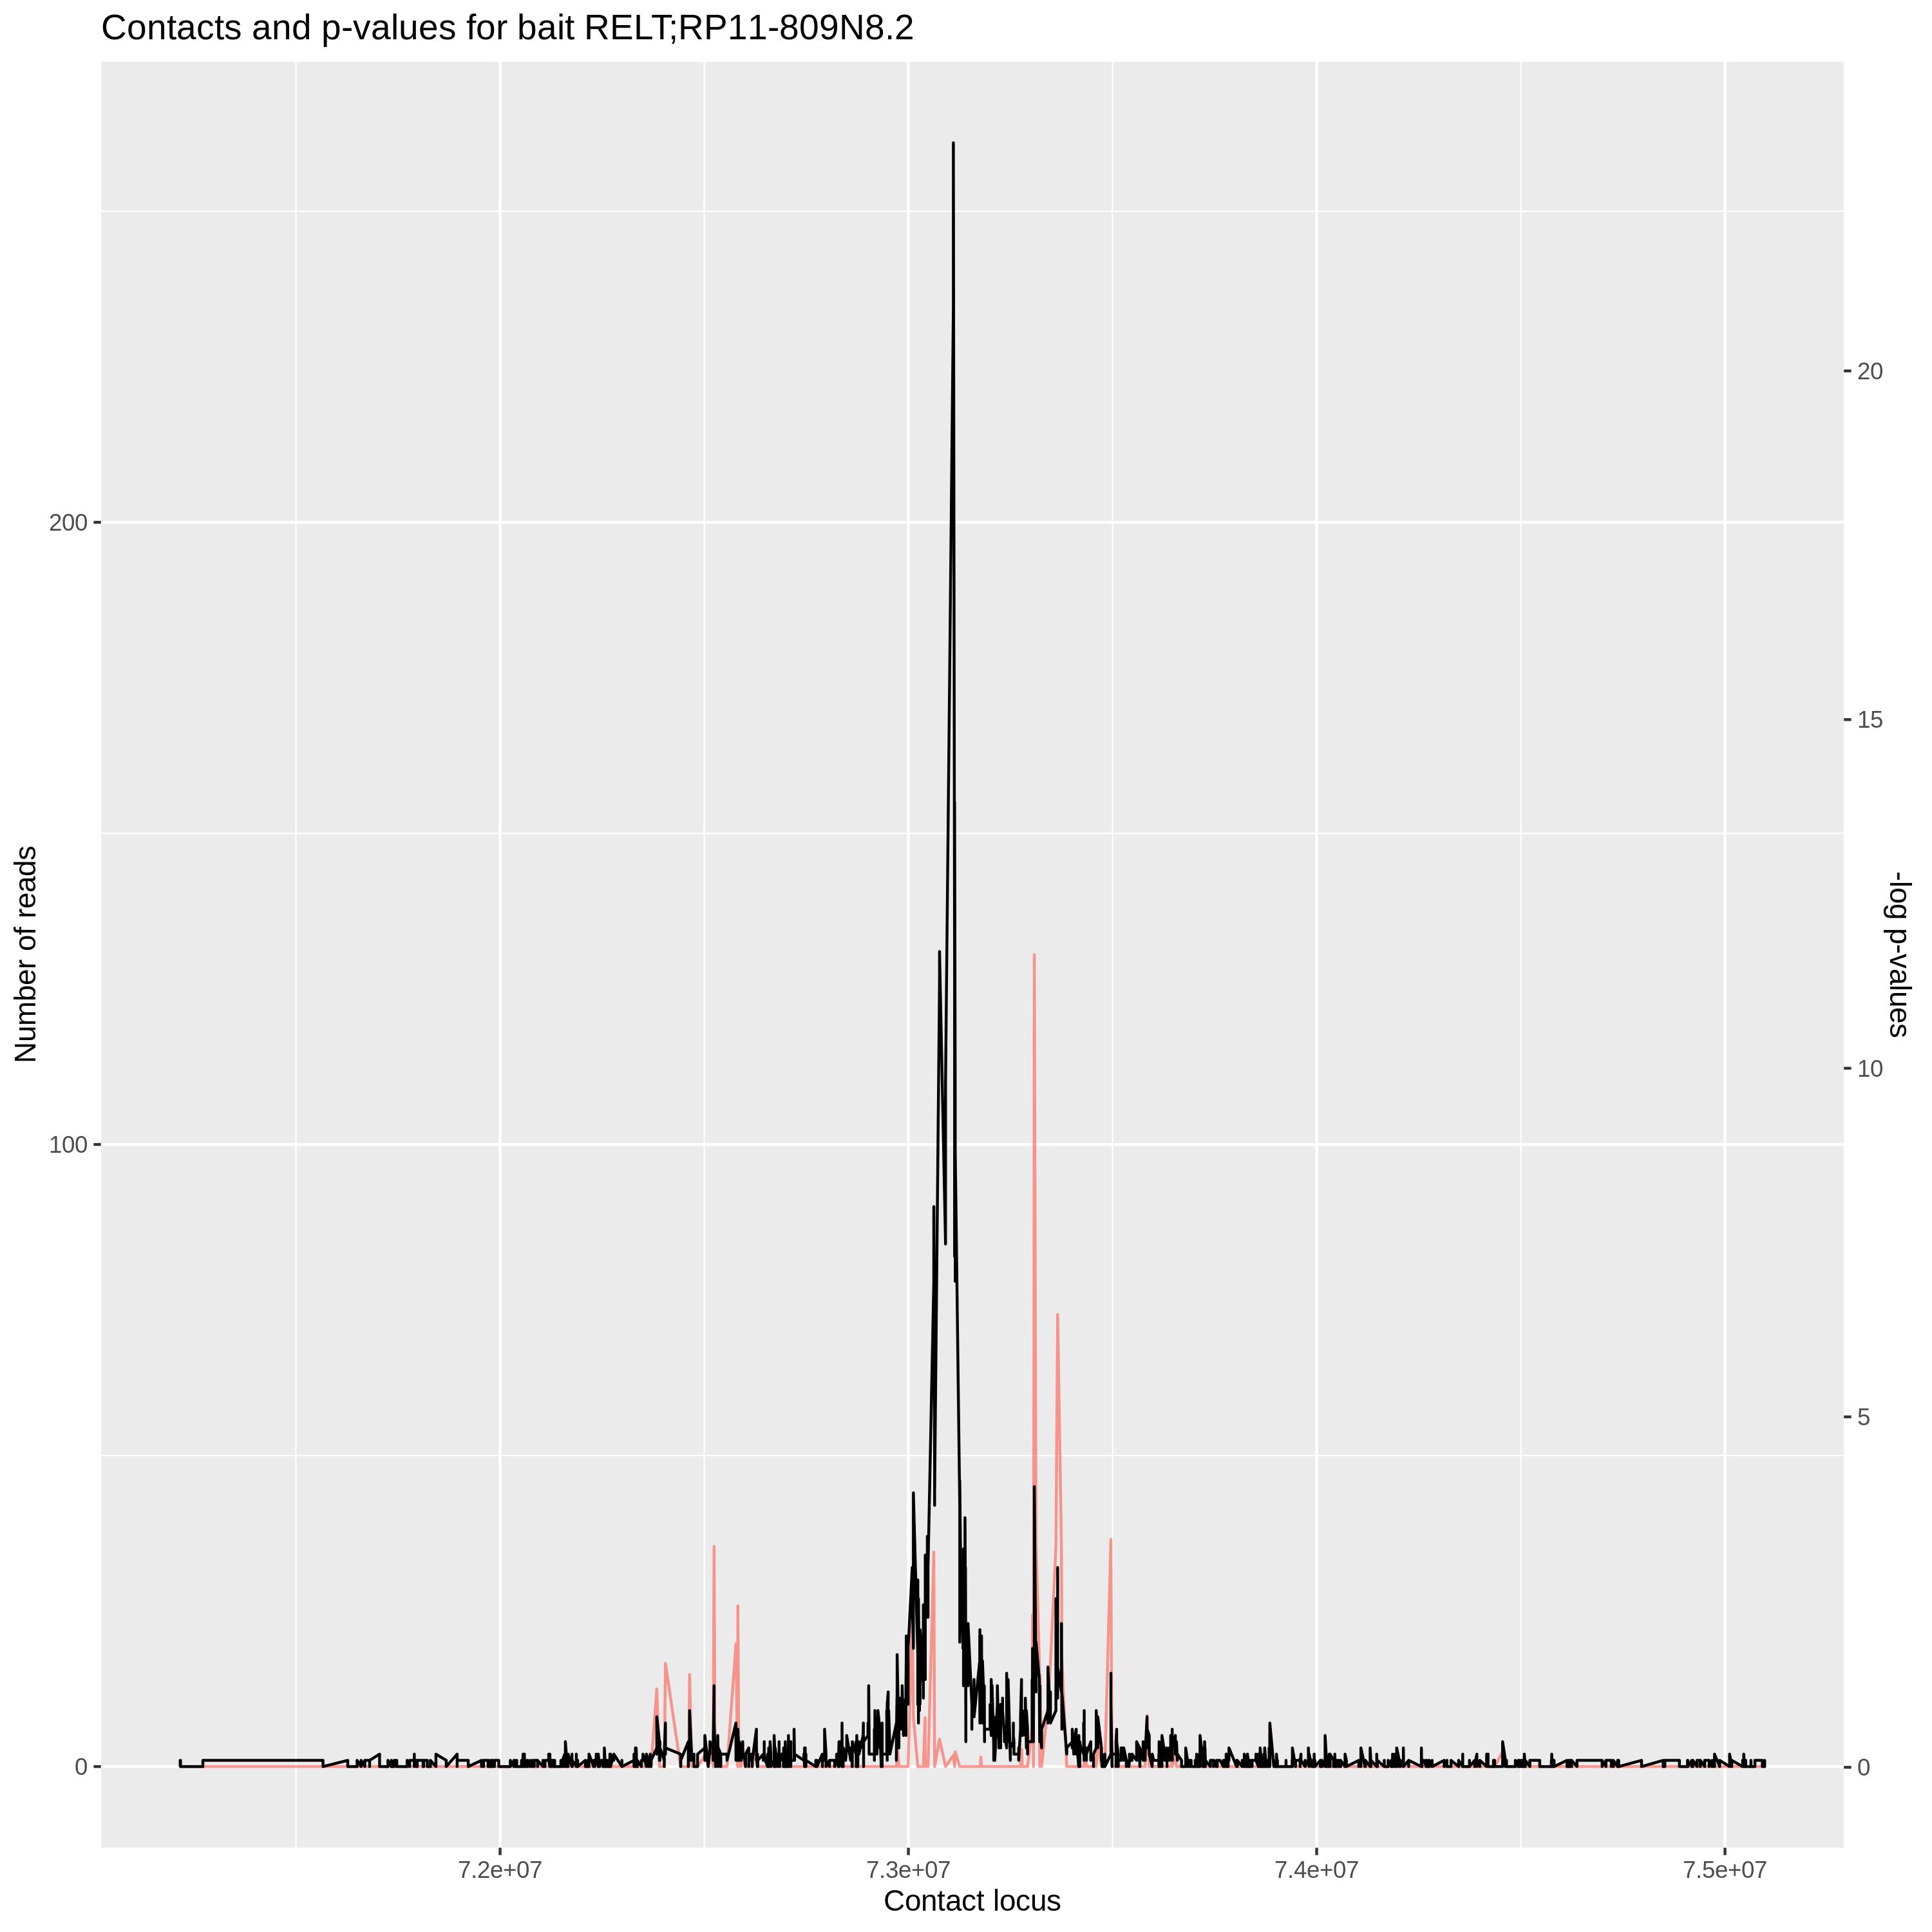 Contacts and p-values for bait RELT;RP11-809N8.2
200
100
0
Number of reads
20
15
10
5
0
-log p-values
7.2e+07
7.3e+07
7.4e+07
7.5e+07
Contact locus